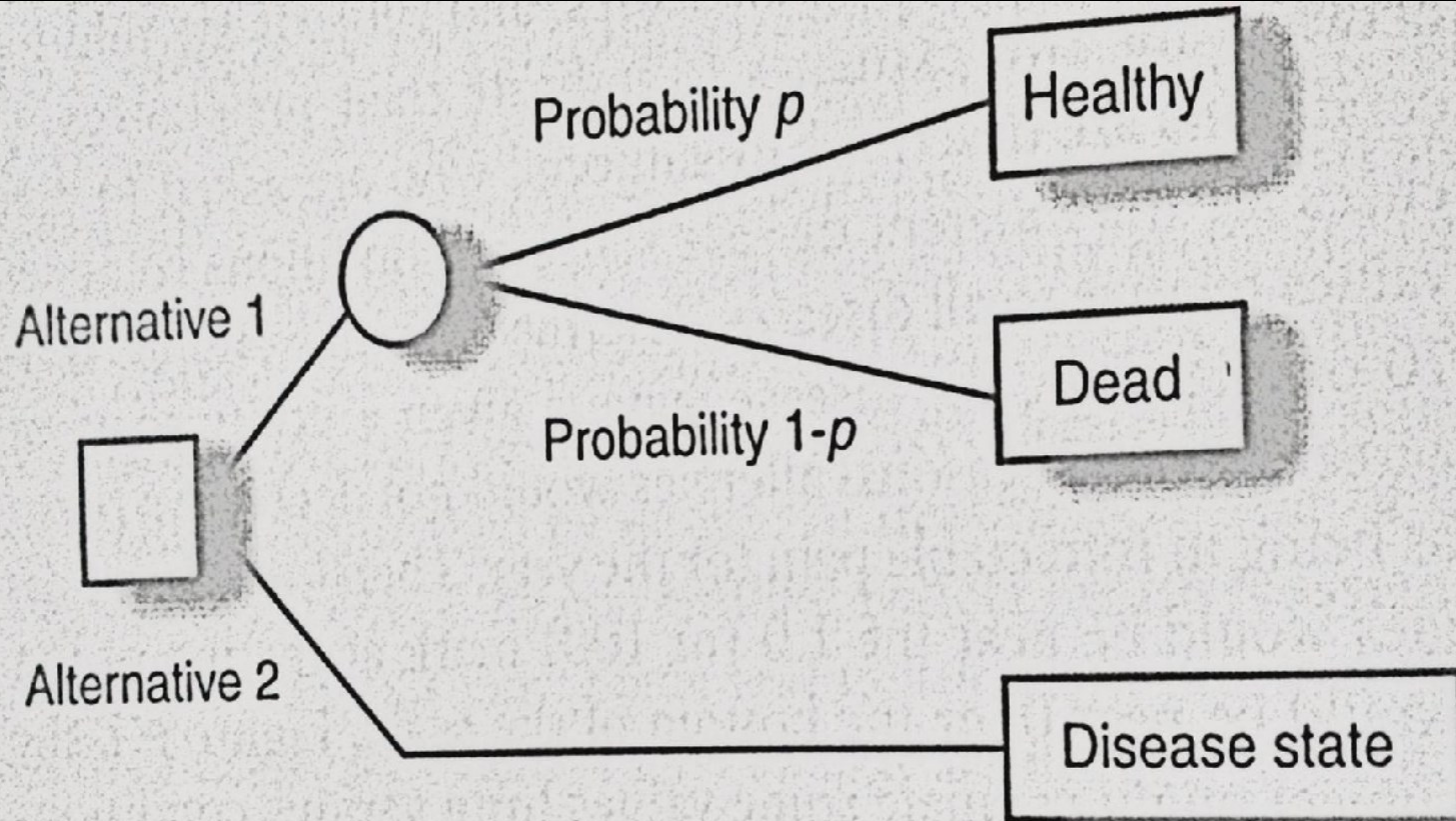 Healthy
Probability p
Alternative 1
Dead
Probability 1-p
Alternative 2
Disease state